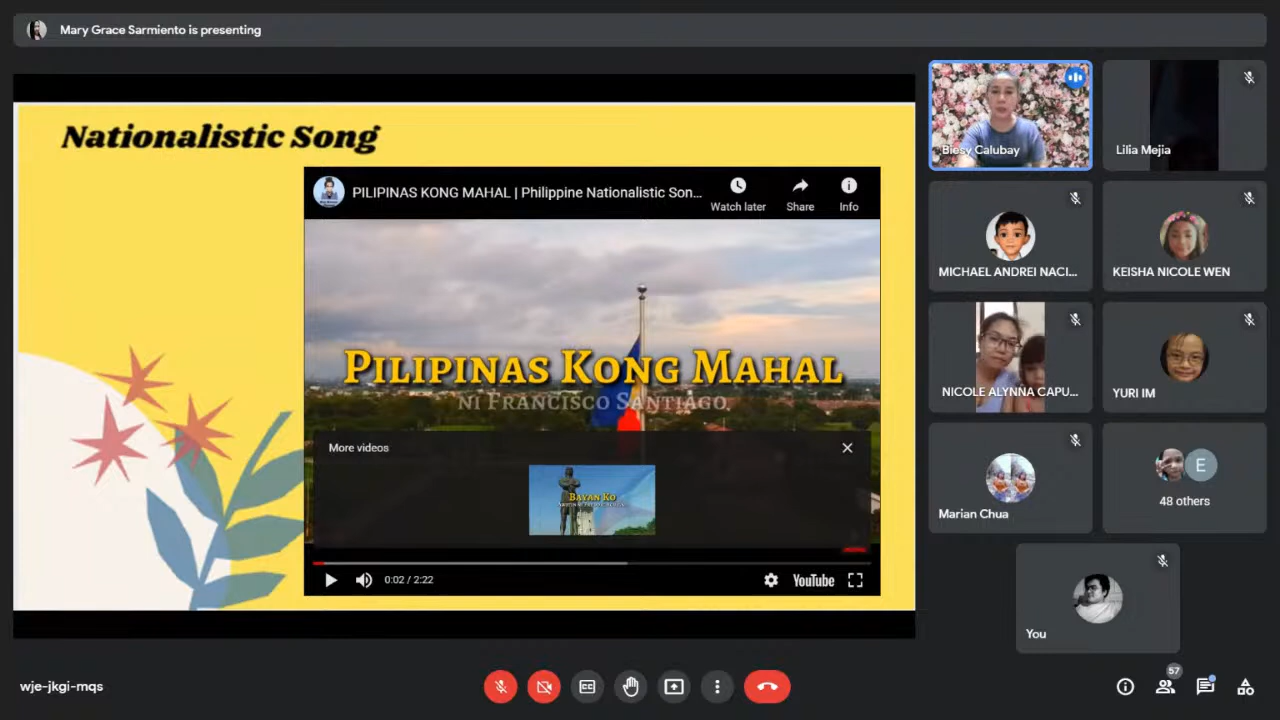 Mary Grace Sarmiento is presenting
Nationalistic Song
PILIPINAS KONG MAHAL | Philippine Nationalistic Son...
Watch later
Share
Info
PILIPINAS KONG MAHAL
NI FRANCISCO SANTIAGO
More videos
BAYAN KO
0:02 / 2:22
YouTube
Biesy Calubay
Lilia Mejia
MICHAEL ANDREI NACI...
KEISHA NICOLE WEN
NICOLE ALYNNA CAPU...
YURI IM
Marian Chua
E
48 others
You
wje-jkgi-mqs
57